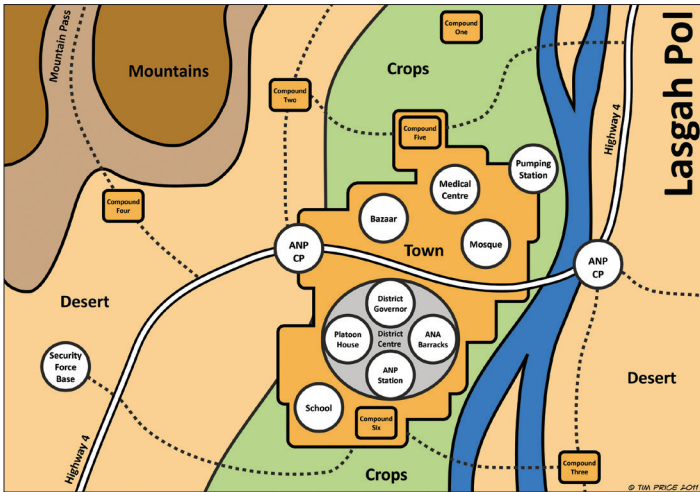 Lasgah Pol
Mountain Pass
Mountains
Compound
One
Crops
Compound
Two
Compound
Five
Highway 4
Pumping
Station
Medical
Centre
Compound
Four
Bazaar
Mosque
ANP
CP
Town
ANP
CP
Desert
District
Governor
Platoon
House
District
Centre
ANA
Barracks
ANP
Station
Security
Force
Base
Desert
School
Compound
Six
Highway 4
Crops
Compound
Three
© TIM PRICE 2011